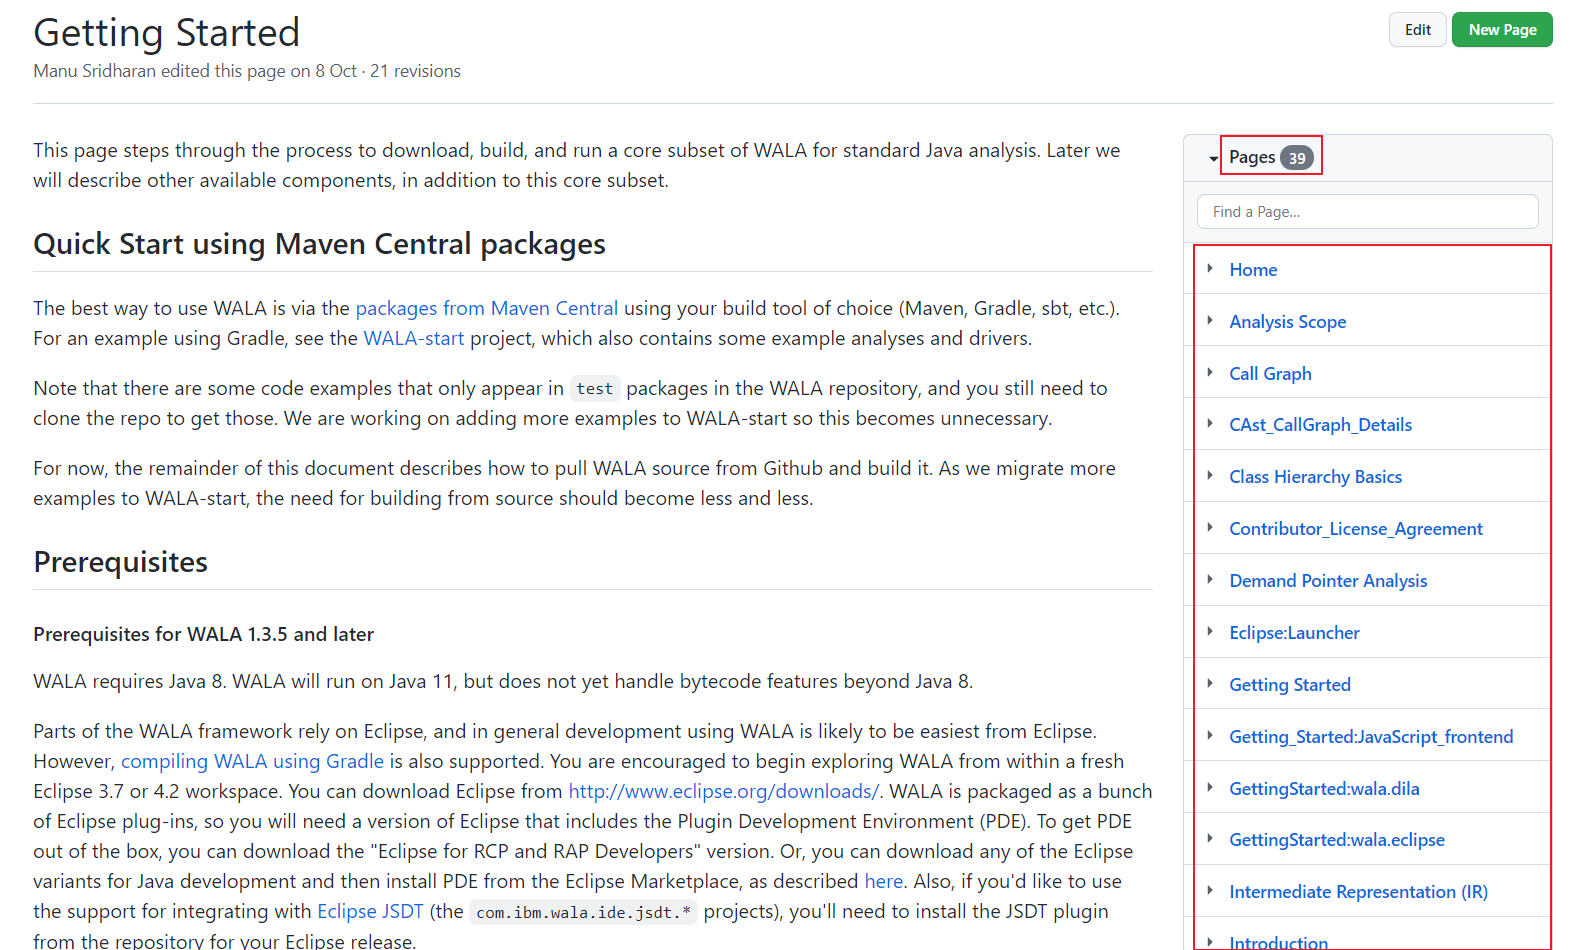 Getting Started
Edit
New Page
Manu Sridharan edited this page on 8 Oct · 21 revisions
This page steps through the process to download, build, and run a core subset of WALA for standard Java analysis. Later we
will describe other available components, in addition to this core subset.
Quick Start using Maven Central packages
The best way to use WALA is via the packages from Maven Central using your build tool of choice (Maven, Gradle, sbt, etc.).
For an example using Gradle, see the WALA-start project, which also contains some example analyses and drivers.
Note that there are some code examples that only appear in test packages in the WALA repository, and you still need to
clone the repo to get those. We are working on adding more examples to WALA-start so this becomes unnecessary.
For now, the remainder of this document describes how to pull WALA source from Github and build it. As we migrate more
examples to WALA-start, the need for building from source should become less and less.
Prerequisites
Prerequisites for WALA 1.3.5 and later
WALA requires Java 8. WALA will run on Java 11, but does not yet handle bytecode features beyond Java 8.
Parts of the WALA framework rely on Eclipse, and in general development using WALA is likely to be easiest from Eclipse.
However, compiling WALA using Gradle is also supported. You are encouraged to begin exploring WALA from within a fresh
Eclipse 3.7 or 4.2 workspace. You can download Eclipse from http://www.eclipse.org/downloads/. WALA is packaged as a bunch
of Eclipse plug-ins, so you will need a version of Eclipse that includes the Plugin Development Environment (PDE). To get PDE
out of the box, you can download the "Eclipse for RCP and RAP Developers" version. Or, you can download any of the Eclipse
variants for Java development and then install PDE from the Eclipse Marketplace, as described here. Also, if you'd like to use
the support for integrating with Eclipse JSDT (the com.ibm.wala.ide.jsdt.* projects), you'll need to install the JSDT plugin
from the repository for your Eclipse release.
Pages 39
Find a Page...
Home
Analysis Scope
Call Graph
CAst_CallGraph_Details
Class Hierarchy Basics
Contributor_License_Agreement
Demand Pointer Analysis
Eclipse:Launcher
Getting Started
Getting_Started:JavaScript_frontend
GettingStarted:wala.dila
GettingStarted:wala.eclipse
Intermediate Representation (IR)
Introduction